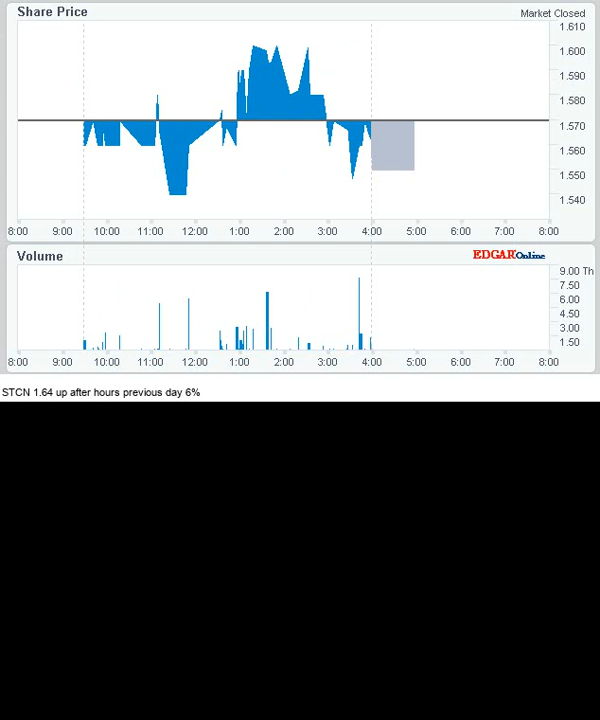 Share Price
Market Closed
1.610
1.600
1.590
1.580
1.570
1.560
1.550
1.540
8:00 9:00 10:00 11:00 12:00 1:00 2:00 3:00 4:00 5:00 6:00 7:00 8:00
Volume
EDGAR Online
9.00 Th
7.50
6.00
4.50
3.00
1.50
8:00 9:00 10:00 11:00 12:00 1:00 2:00 3:00 4:00 5:00 6:00 7:00 8:00
STCN 1.64 up after hours previous day 6%